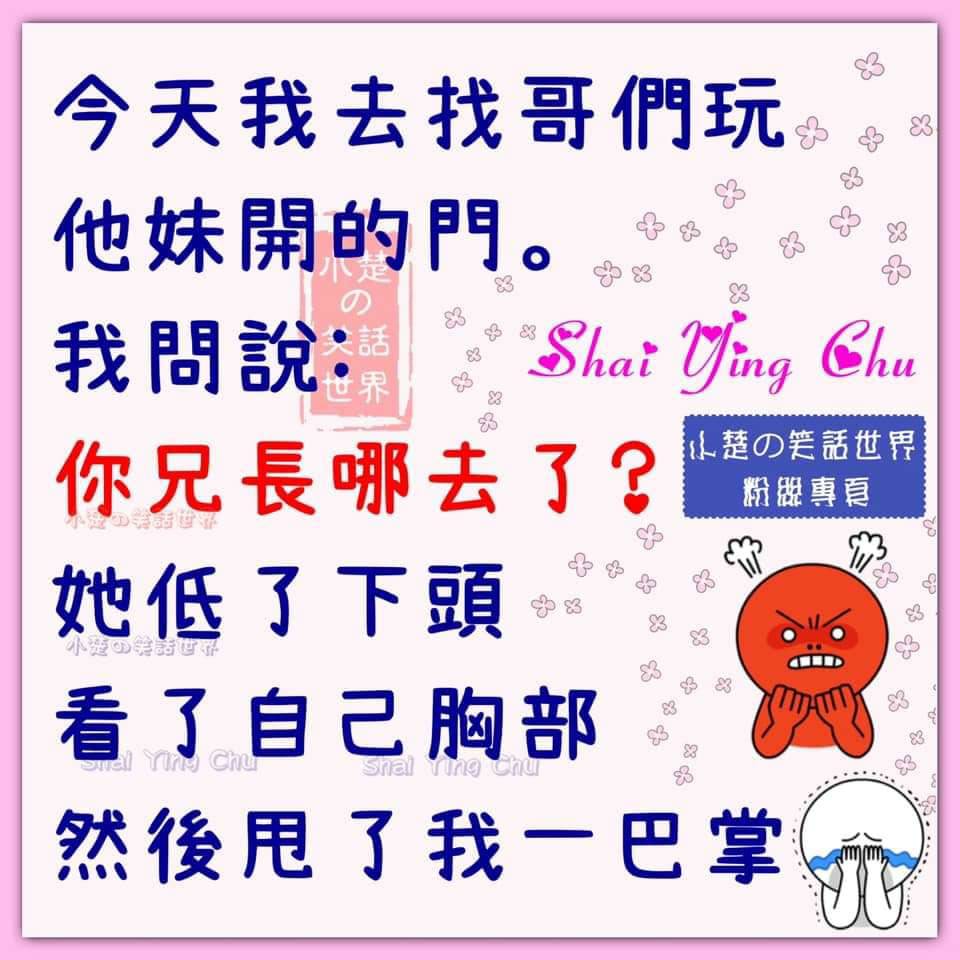 今天我去找哥們玩
他妹開的門。
小楚
の
笑話
世界
我問說:
Shai Ying Chu
你兄長哪去了?
小楚の笑話世界
粉絲專頁
小楚の笑話世界
她低了下頭
小楚の笑話世界
看了自己胸部
Shai Ying Chu
Shai Ying Chu
然後甩了我一巴掌